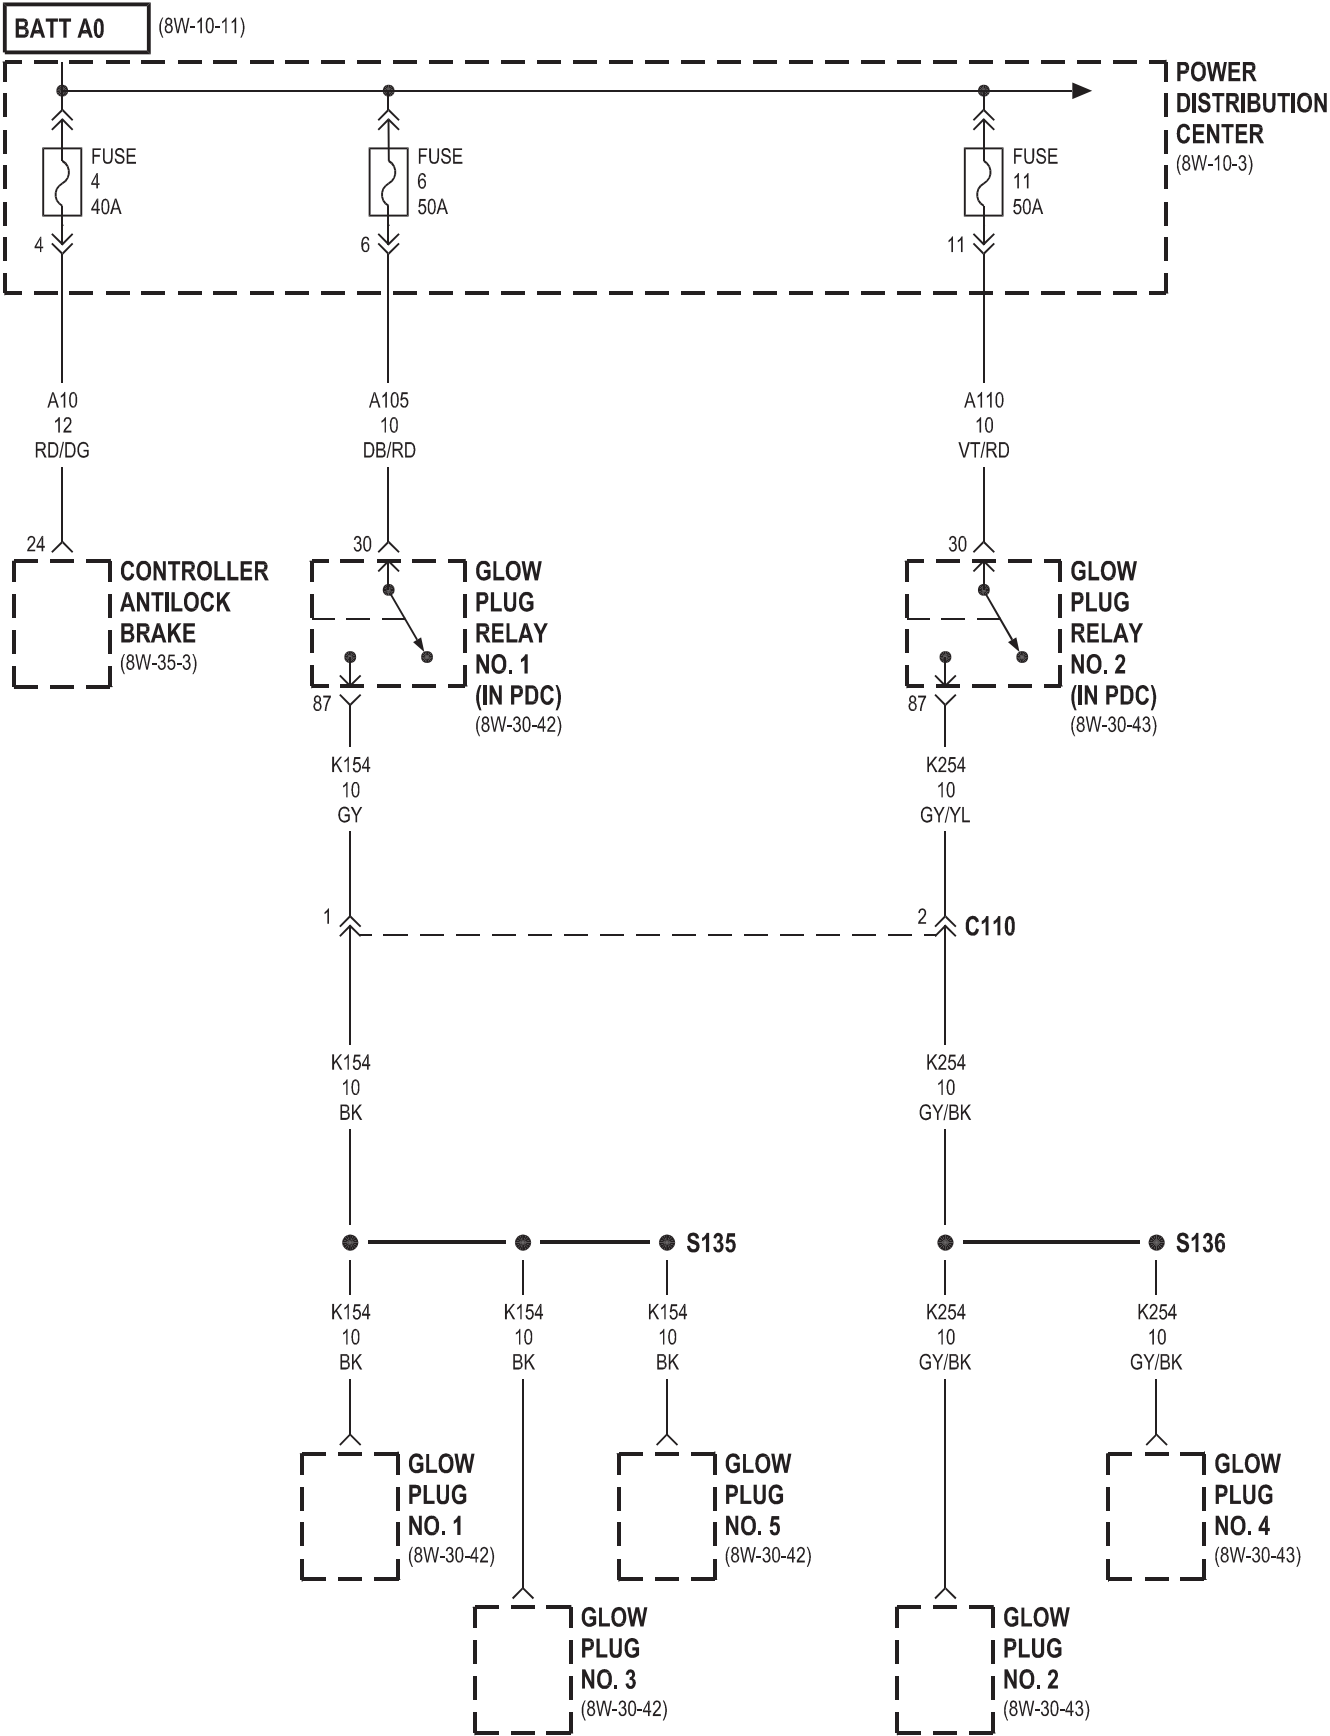 BATT A0 (8W-10-11)
POWER
DISTRIBUTION
CENTER
(8W-10-3)
FUSE
4
40A
4
FUSE
6
50A
6
FUSE
11
50A
11
A10
12
RD/DG
A105
10
DB/RD
A110
10
VT/RD
24
CONTROLLER
ANTILOCK
BRAKE
(8W-35-3)
30
GLOW
PLUG
RELAY
NO. 1
(IN PDC)
(8W-30-42)
87
30
GLOW
PLUG
RELAY
NO. 2
(IN PDC)
(8W-30-43)
87
K154
10
GY
K254
10
GY/YL
1
2
C110
K154
10
BK
K254
10
GY/BK
S135
S136
K154
10
BK
K154
10
BK
K154
10
BK
K254
10
GY/BK
K254
10
GY/BK
GLOW
PLUG
NO. 1
(8W-30-42)
GLOW
PLUG
NO. 5
(8W-30-42)
GLOW
PLUG
NO. 4
(8W-30-43)
GLOW
PLUG
NO. 3
(8W-30-42)
GLOW
PLUG
NO. 2
(8W-30-43)